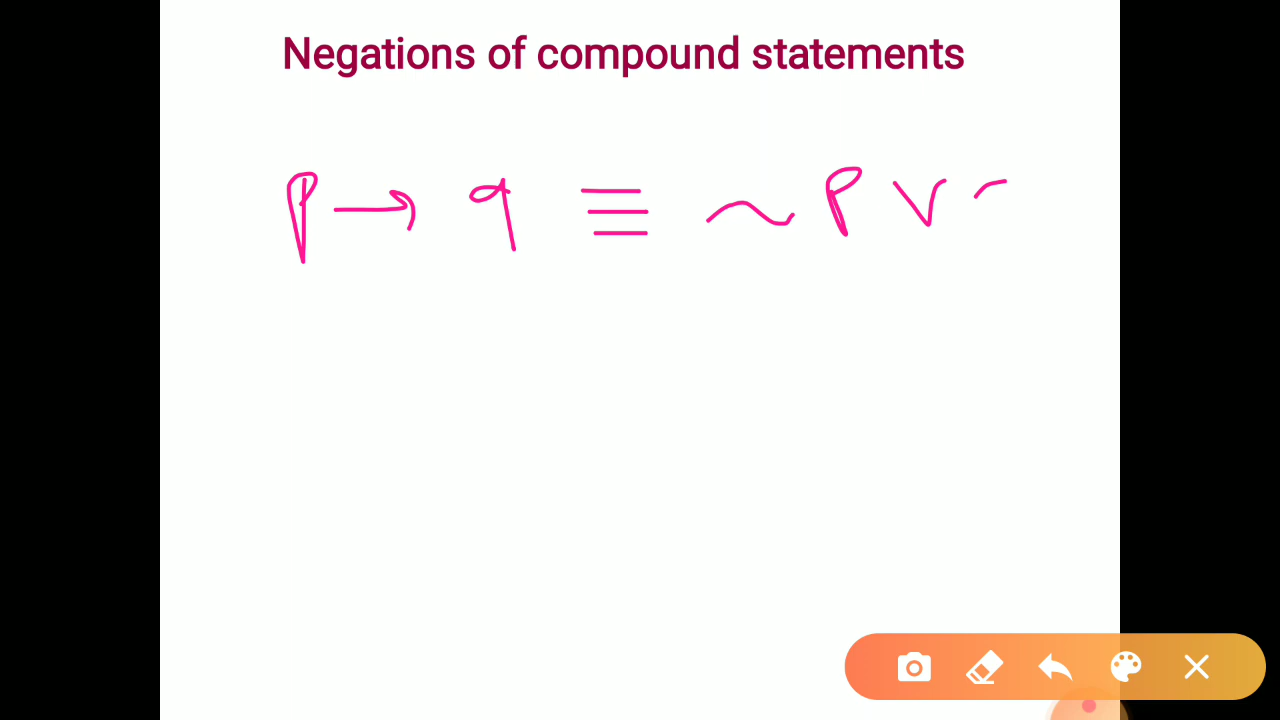 Negations of compound statements
p → q ≡ ~ p ∨